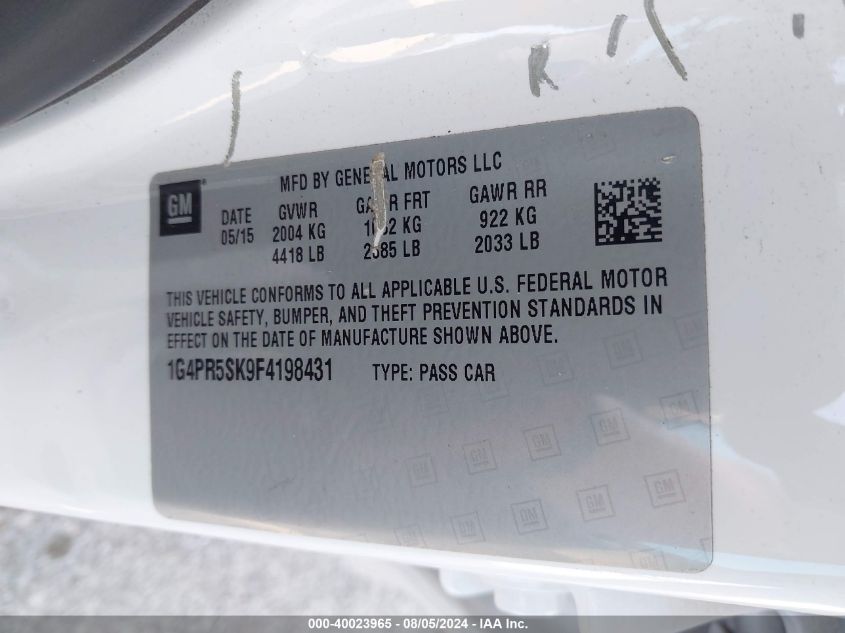 MFD BY GENERAL MOTORS LLC
GM
DATE GVWR GAWR FRT GAWR RR
05/15 2004 KG KG 922 KG
4418 LB 2385 LB 2033 LB
THIS VEHICLE CONFORMS TO ALL APPLICABLE U.S. FEDERAL MOTOR
VEHICLE SAFETY, BUMPER, AND THEFT PREVENTION STANDARDS IN
EFFECT ON THE DATE OF MANUFACTURE SHOWN ABOVE.
1G4PR5SK9F4198431 TYPE: PASS CAR
000-40023965 - 08/05/2024 - IAA Inc.